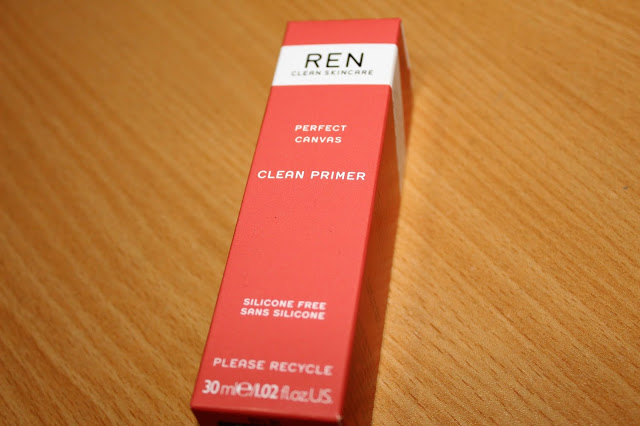 REN
CLEAN SKINCARE
PERFECT
CANVAS
CLEAN PRIMER
SILICONE FREE
SANS SILICONE
PLEASE RECYCLE
30 ml℮1.02 fl.oz.US.